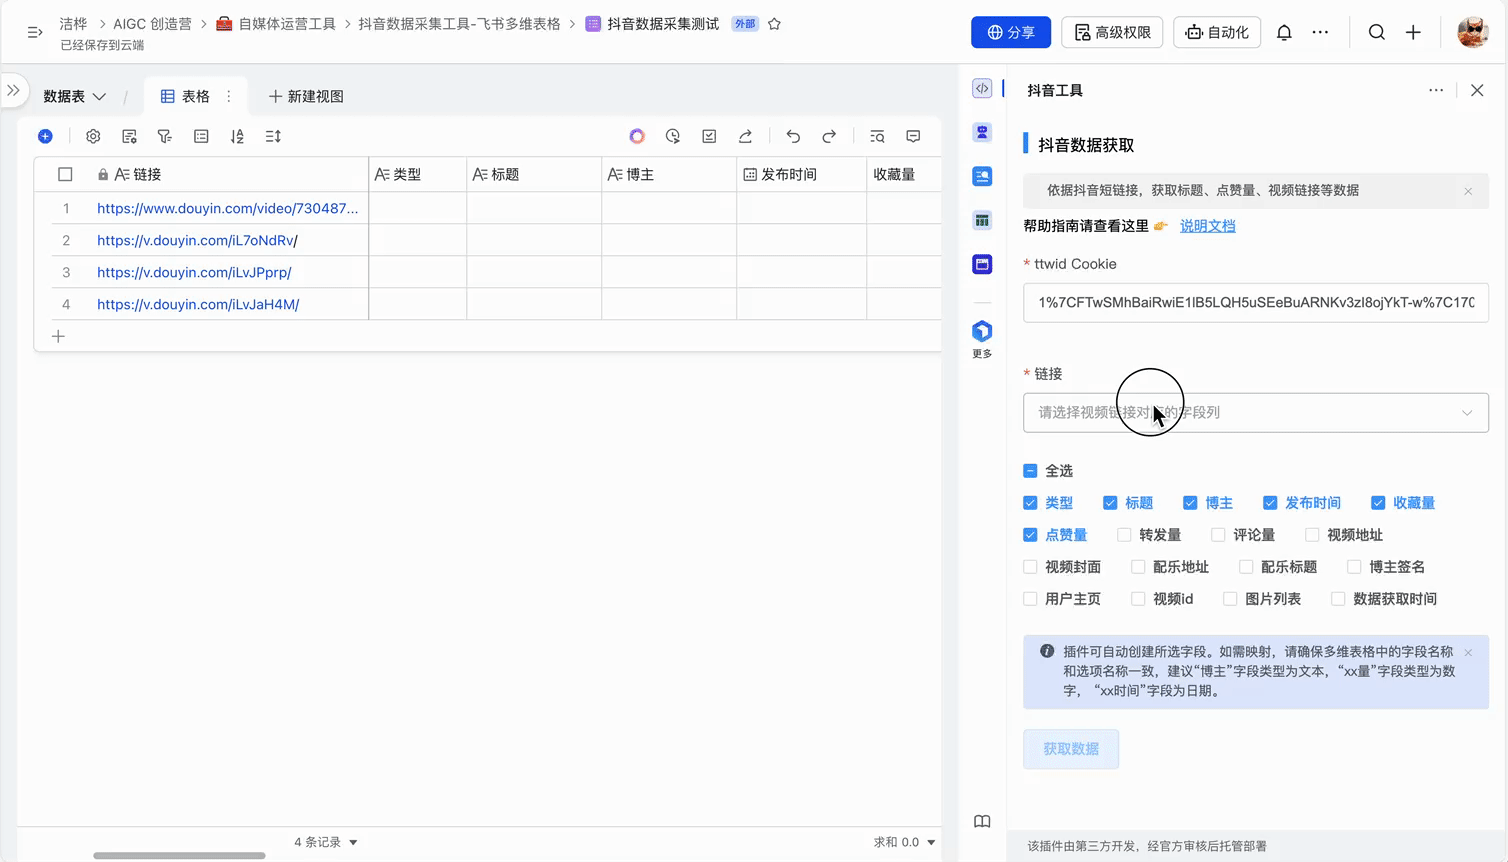 洁桦 > AIGC 创造营 > 自媒体运营工具 > 抖音数据采集工具-飞书多维表格 > 抖音数据采集测试 外部
已经保存到云端
分享 高级权限 自动化
数据表 / 表格 + 新建视图
链接 类型 标题 博主 发布时间 收藏量
1 https://www.douyin.com/video/730487...
2 https://v.douyin.com/iL7oNdRv/
3 https://v.douyin.com/iLvJPprp/
4 https://v.douyin.com/iLvJaH4M/
4 条记录 求和 0.0
更多
抖音工具
抖音数据获取
依据抖音短链接，获取标题、点赞量、视频链接等数据
帮助指南请查看这里 说明文档
* ttwid Cookie
1%7CFTwSMhBaiRwiE1lB5LQH5uSEeBuARNKv3zI8ojYkT-w%7C170
* 链接
请选择视频链接对应的字段列
全选
类型 标题 博主 发布时间 收藏量
点赞量 转发量 评论量 视频地址
视频封面 配乐地址 配乐标题 博主签名
用户主页 视频id 图片列表 数据获取时间
插件可自动创建所选字段。如需映射，请确保多维表格中的字段名称
和选项名称一致，建议“博主”字段类型为文本，“xx量”字段类型为数
字， “xx时间”字段为日期。
获取数据
该插件由第三方开发，经官方审核后托管部署